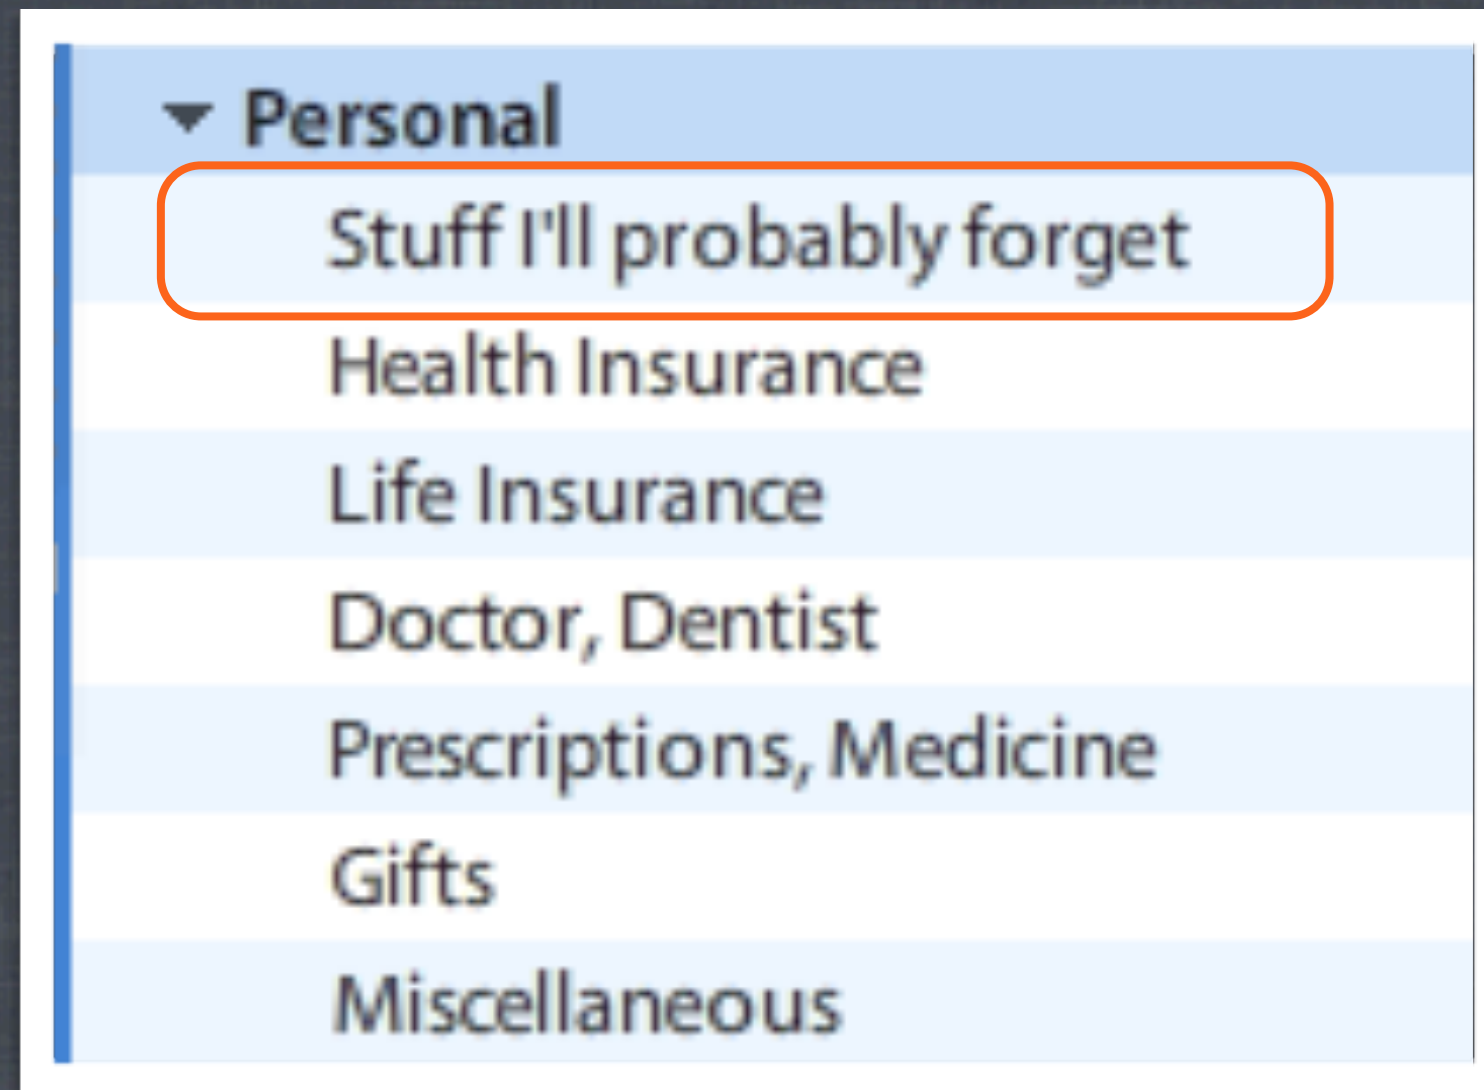 Personal
Stuff I'll probably forget
Health Insurance
Life Insurance
Doctor, Dentist
Prescriptions, Medicine
Gifts
Miscellaneous